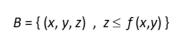 B = { (x, y, z) , z ≤ f (x,y) }